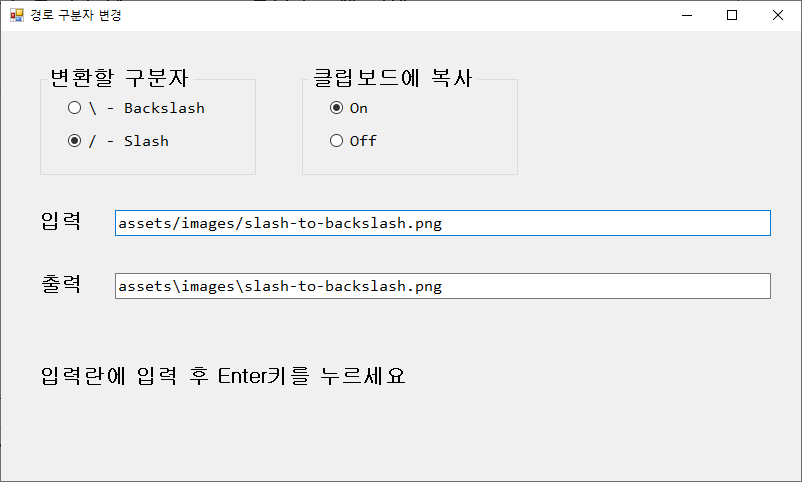 경로 구분자 변경
변환할 구분자
클립보드에 복사
\ - Backslash
On
/ - Slash
Off
입력
assets/images/slash-to-backslash.png
출력
assets\images\slash-to-backslash.png
입력란에 입력 후 Enter키를 누르세요